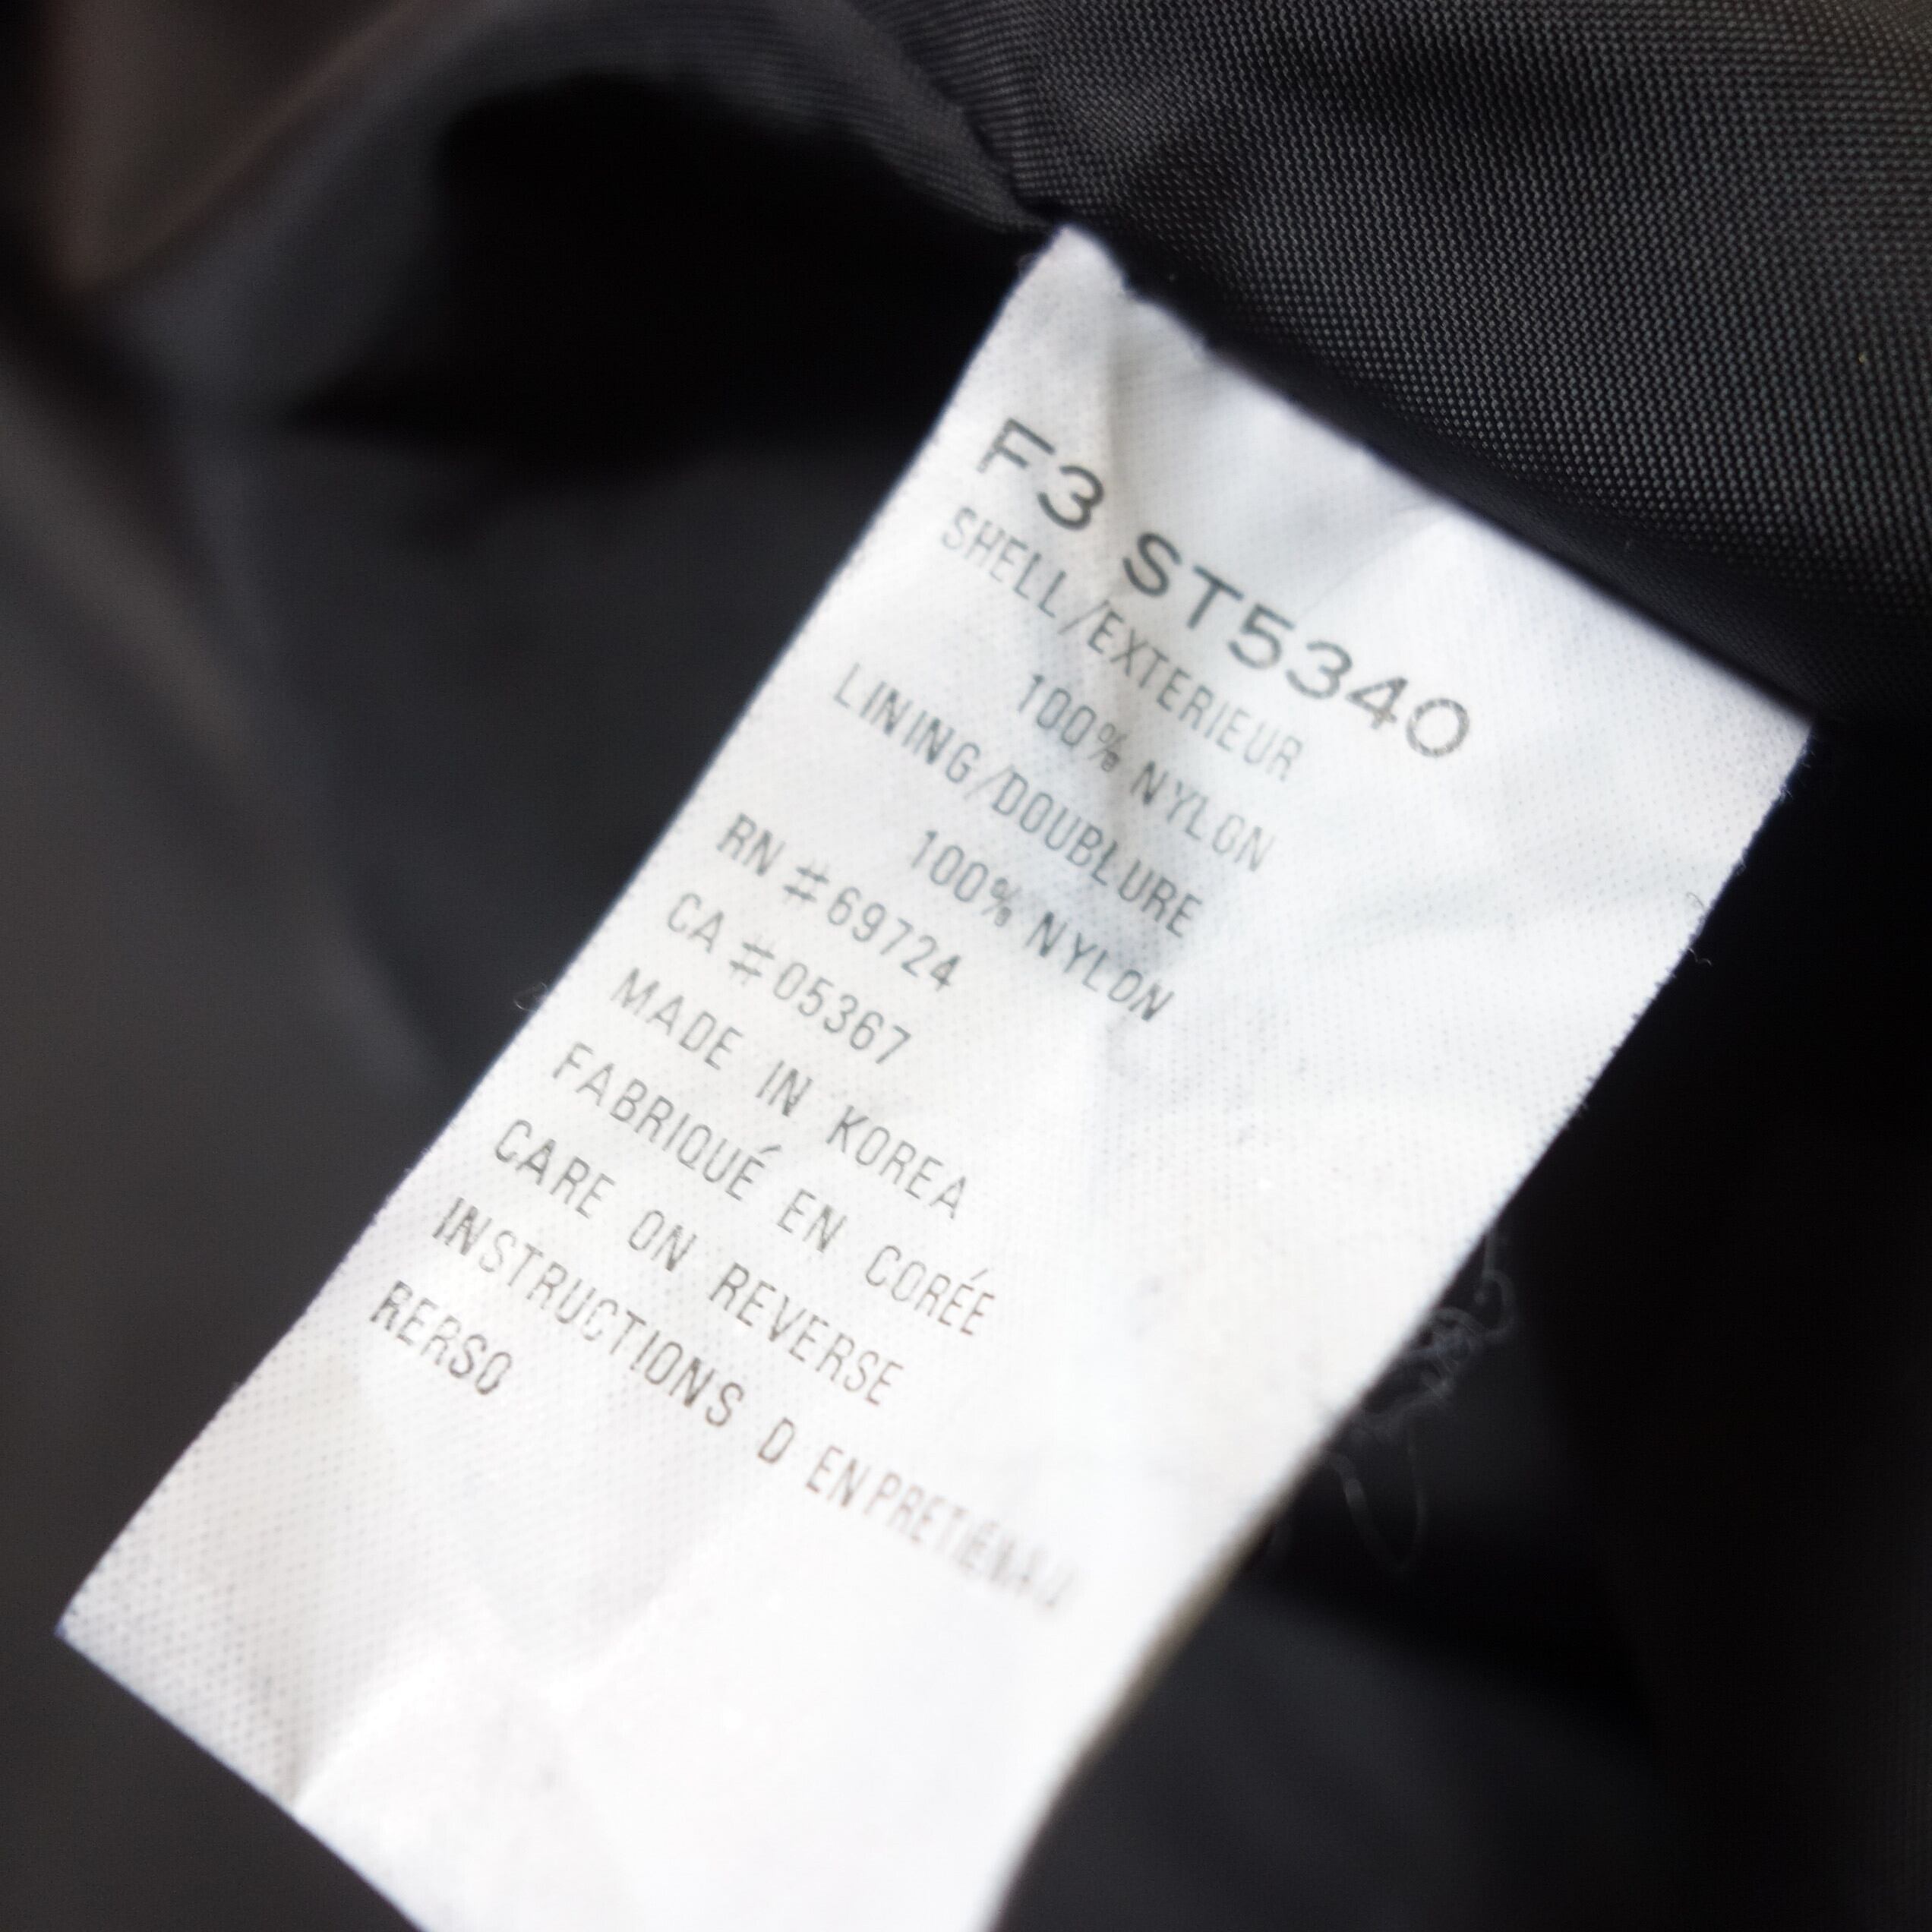 F3 ST5340
SHELL/EXTERIEUR
100% NYLON
LINING/DOUBLURE
100% NYLON
RN #69724
CA #05367
MADE IN KOREA
FABRIQUÉ EN CORÉE
CARE ON REVERSE
INSTRUCTIONS D
RERSO